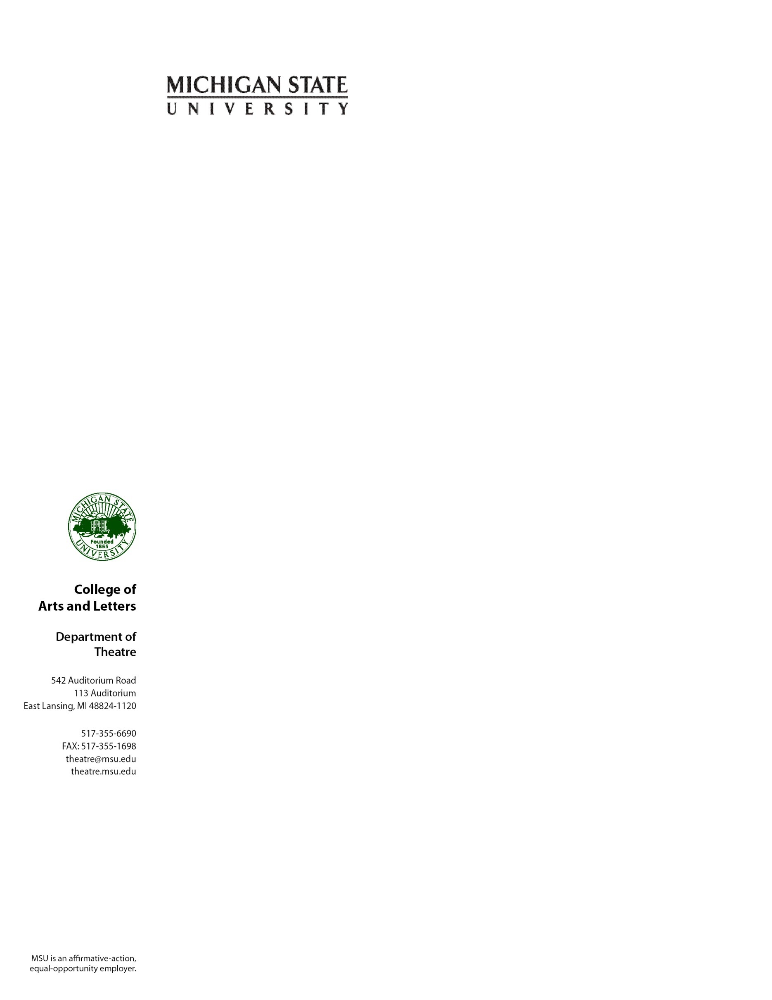 MICHIGAN STATE
UNIVERSITY
MICHIGAN STATE
UNIVERSITY
Founded
1855
College of
Arts and Letters
Department of
Theatre
542 Auditorium Road
113 Auditorium
East Lansing, MI 48824-1120
517-355-6690
FAX: 517-355-1698
theatre@msu.edu
theatre.msu.edu
MSU is an affirmative-action,
equal-opportunity employer.